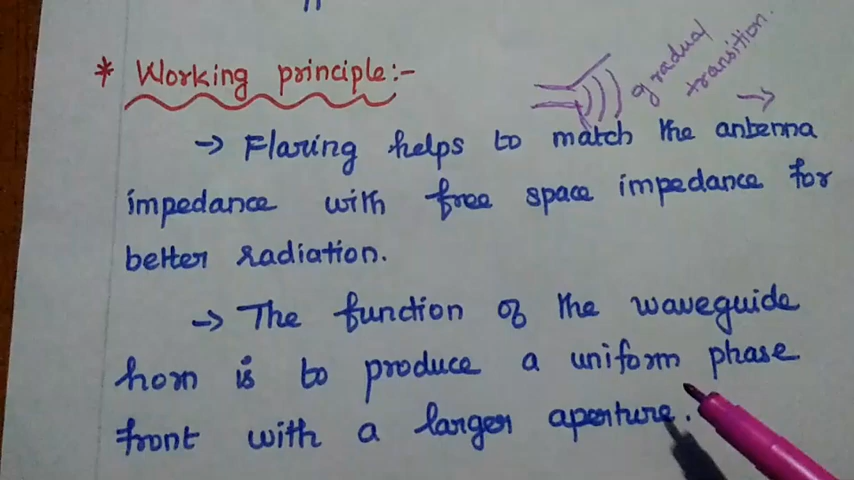 * Working principle:-
gradual
transition.
→ Flaring helps to match the antenna
impedance with free space impedance for
better radiation.
→ The function of the waveguide
horn is to produce a uniform phase
front with a larger aperture.